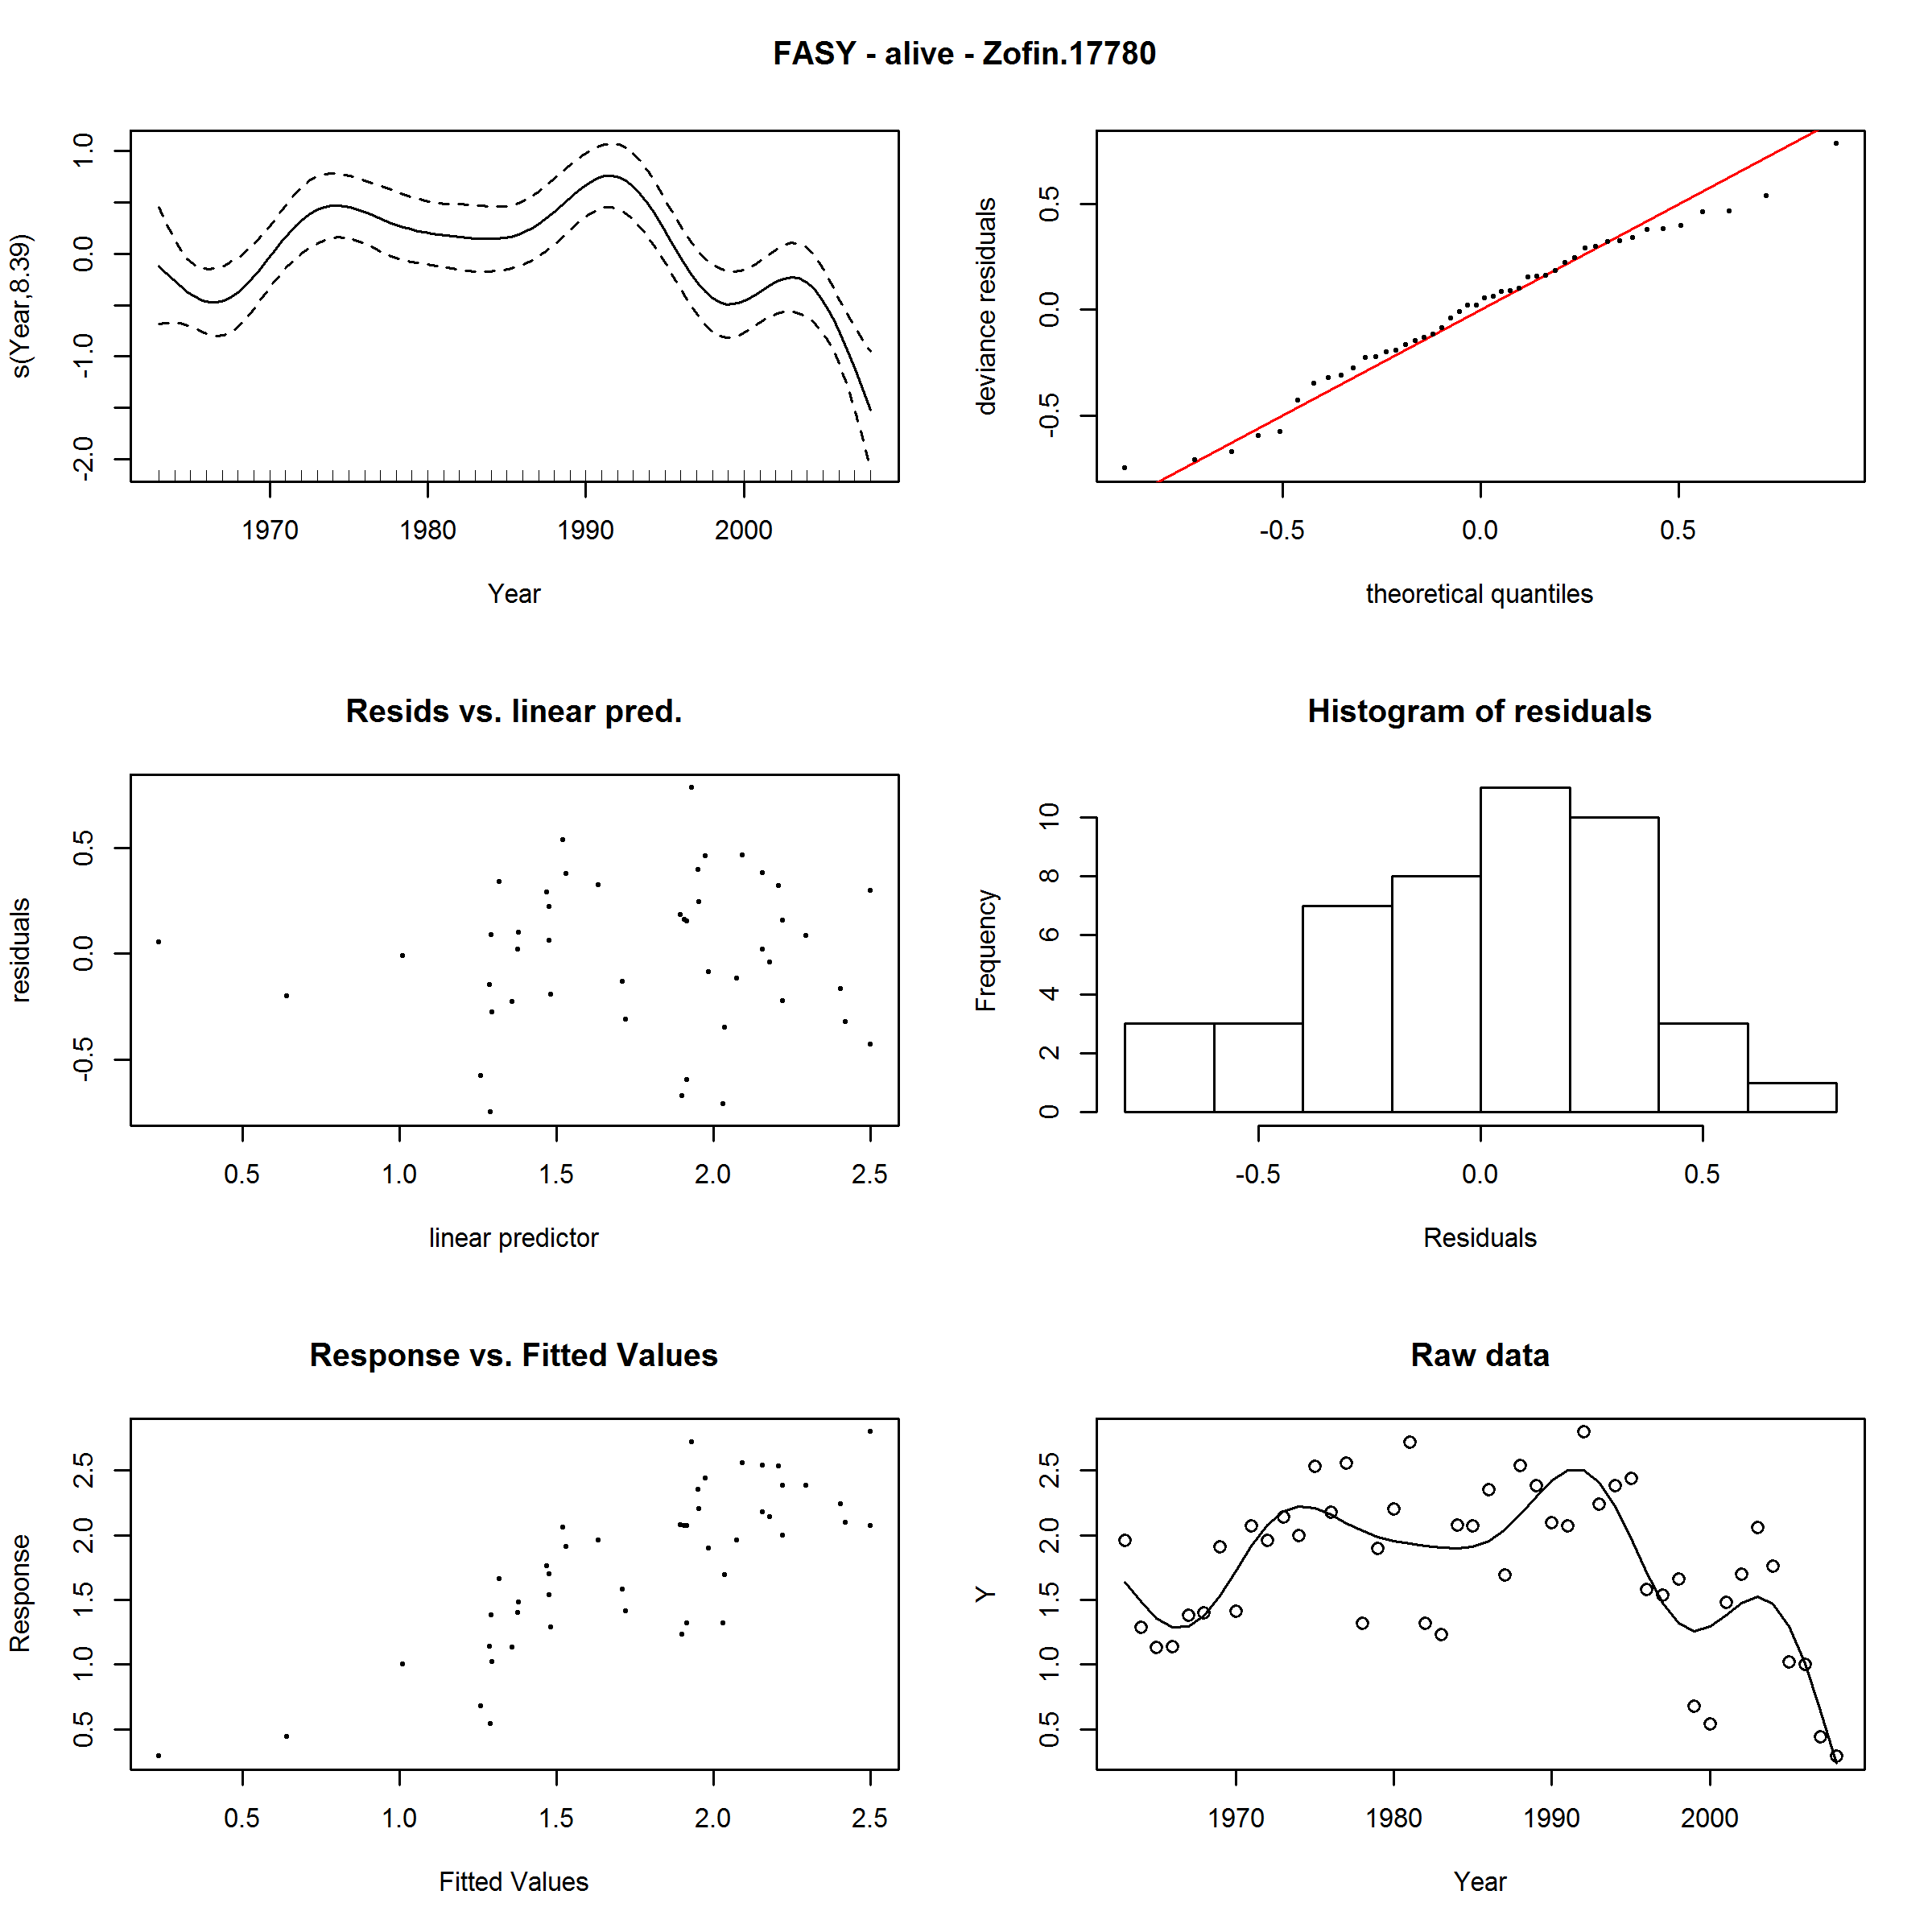 FASY - alive - Zofin.17780
s(Year,8.39)
1.0
0.0
-1.0
-2.0
1970 1980 1990 2000
Year
deviance residuals
0.5
0.0
-0.5
-0.5 0.0 0.5
theoretical quantiles
Resids vs. linear pred.
residuals
0.5
0.0
-0.5
0.5 1.0 1.5 2.0 2.5
linear predictor
Histogram of residuals
Frequency
10
8
6
4
2
0
-0.5 0.0 0.5
Residuals
Response vs. Fitted Values
Response
2.5
2.0
1.5
1.0
0.5
0.5 1.0 1.5 2.0 2.5
Fitted Values
Raw data
Y
2.5
2.0
1.5
1.0
0.5
1970 1980 1990 2000
Year